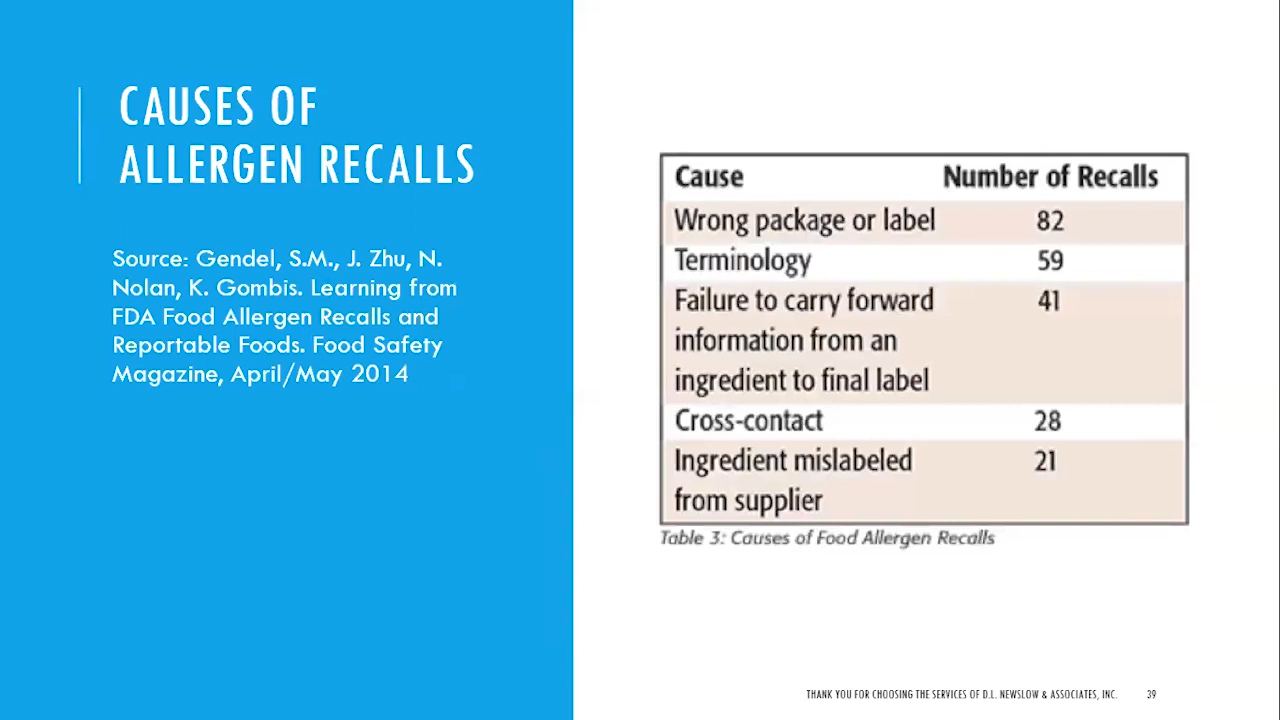 CAUSES OF
ALLERGEN RECALLS
Source: Gendel, S.M., J. Zhu, N.
Nolan, K. Gombis. Learning from
FDA Food Allergen Recalls and
Reportable Foods. Food Safety
Magazine, April/May 2014
Cause Number of Recalls
Wrong package or label 82
Terminology 59
Failure to carry forward 41
information from an
ingredient to final label
Cross-contact 28
Ingredient mislabeled 21
from supplier
Table 3: Causes of Food Allergen Recalls
THANK YOU FOR CHOOSING THE SERVICES OF D.L. NEWSLOW & ASSOCIATES, INC. 39